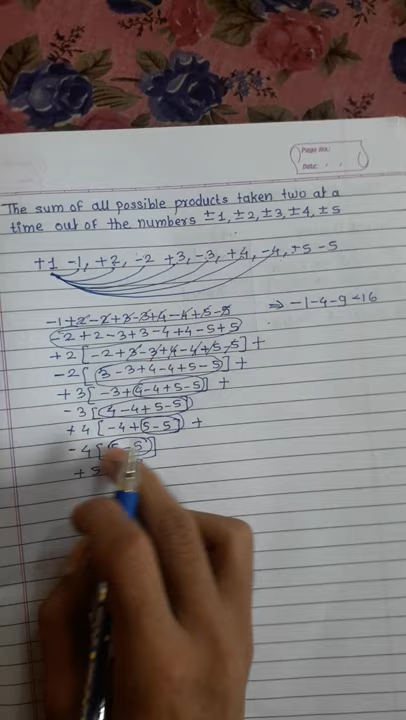 Page No.
Date: . .
The sum of all possible products taken two at a
time out of the numbers ±1, ±2, ±3, ±4, ±5
+1 -1, +2, -2 +3, -3, +4, -4, +5 -5
-1+2-2+3-3+4-4+5-5 ⇒ -1-4-9-16
-2+2-3+3-4+4-5+5
+2[-2+3-3+4-4+5-5]+
-2[3-3+4-4+5-5]+
+3[-3+4-4+5-5]+
-3[4-4+5-5]
+4[-4+5-5]+
-4[5-5]
+5